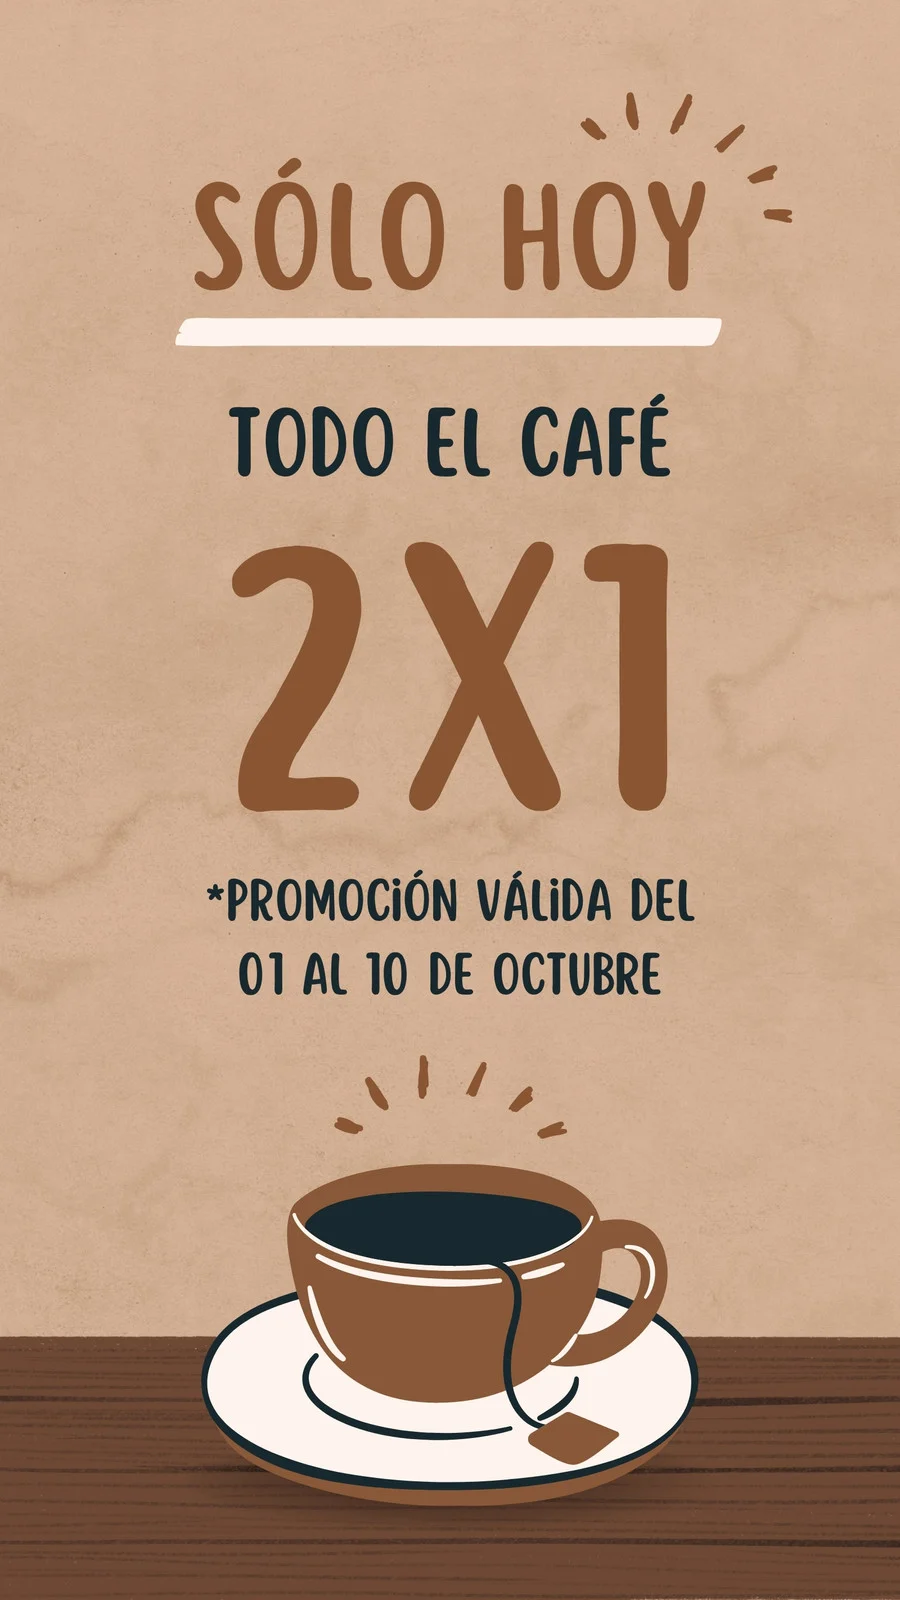 SÓLO HOY
TODO EL CAFÉ
2X1
*PROMOCIÓN VÁLIDA DEL
01 AL 10 DE OCTUBRE